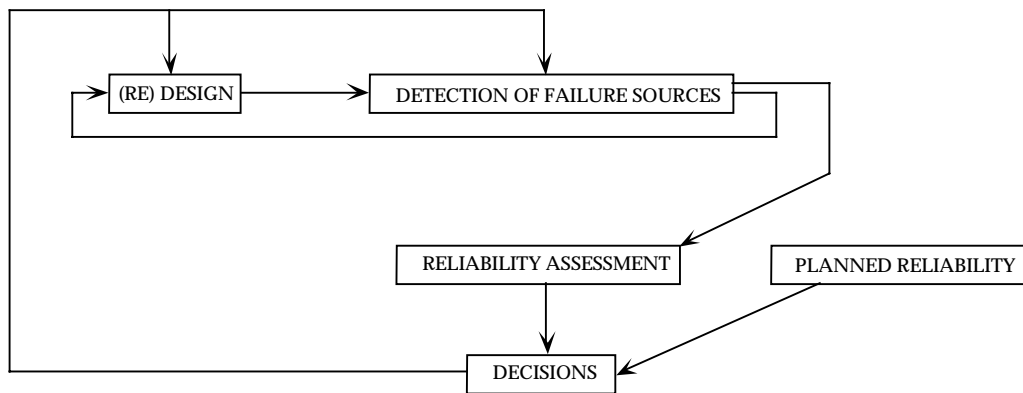 (RE) DESIGN
DETECTION OF FAILURE SOURCES
RELIABILITY ASSESSMENT
PLANNED RELIABILITY
DECISIONS